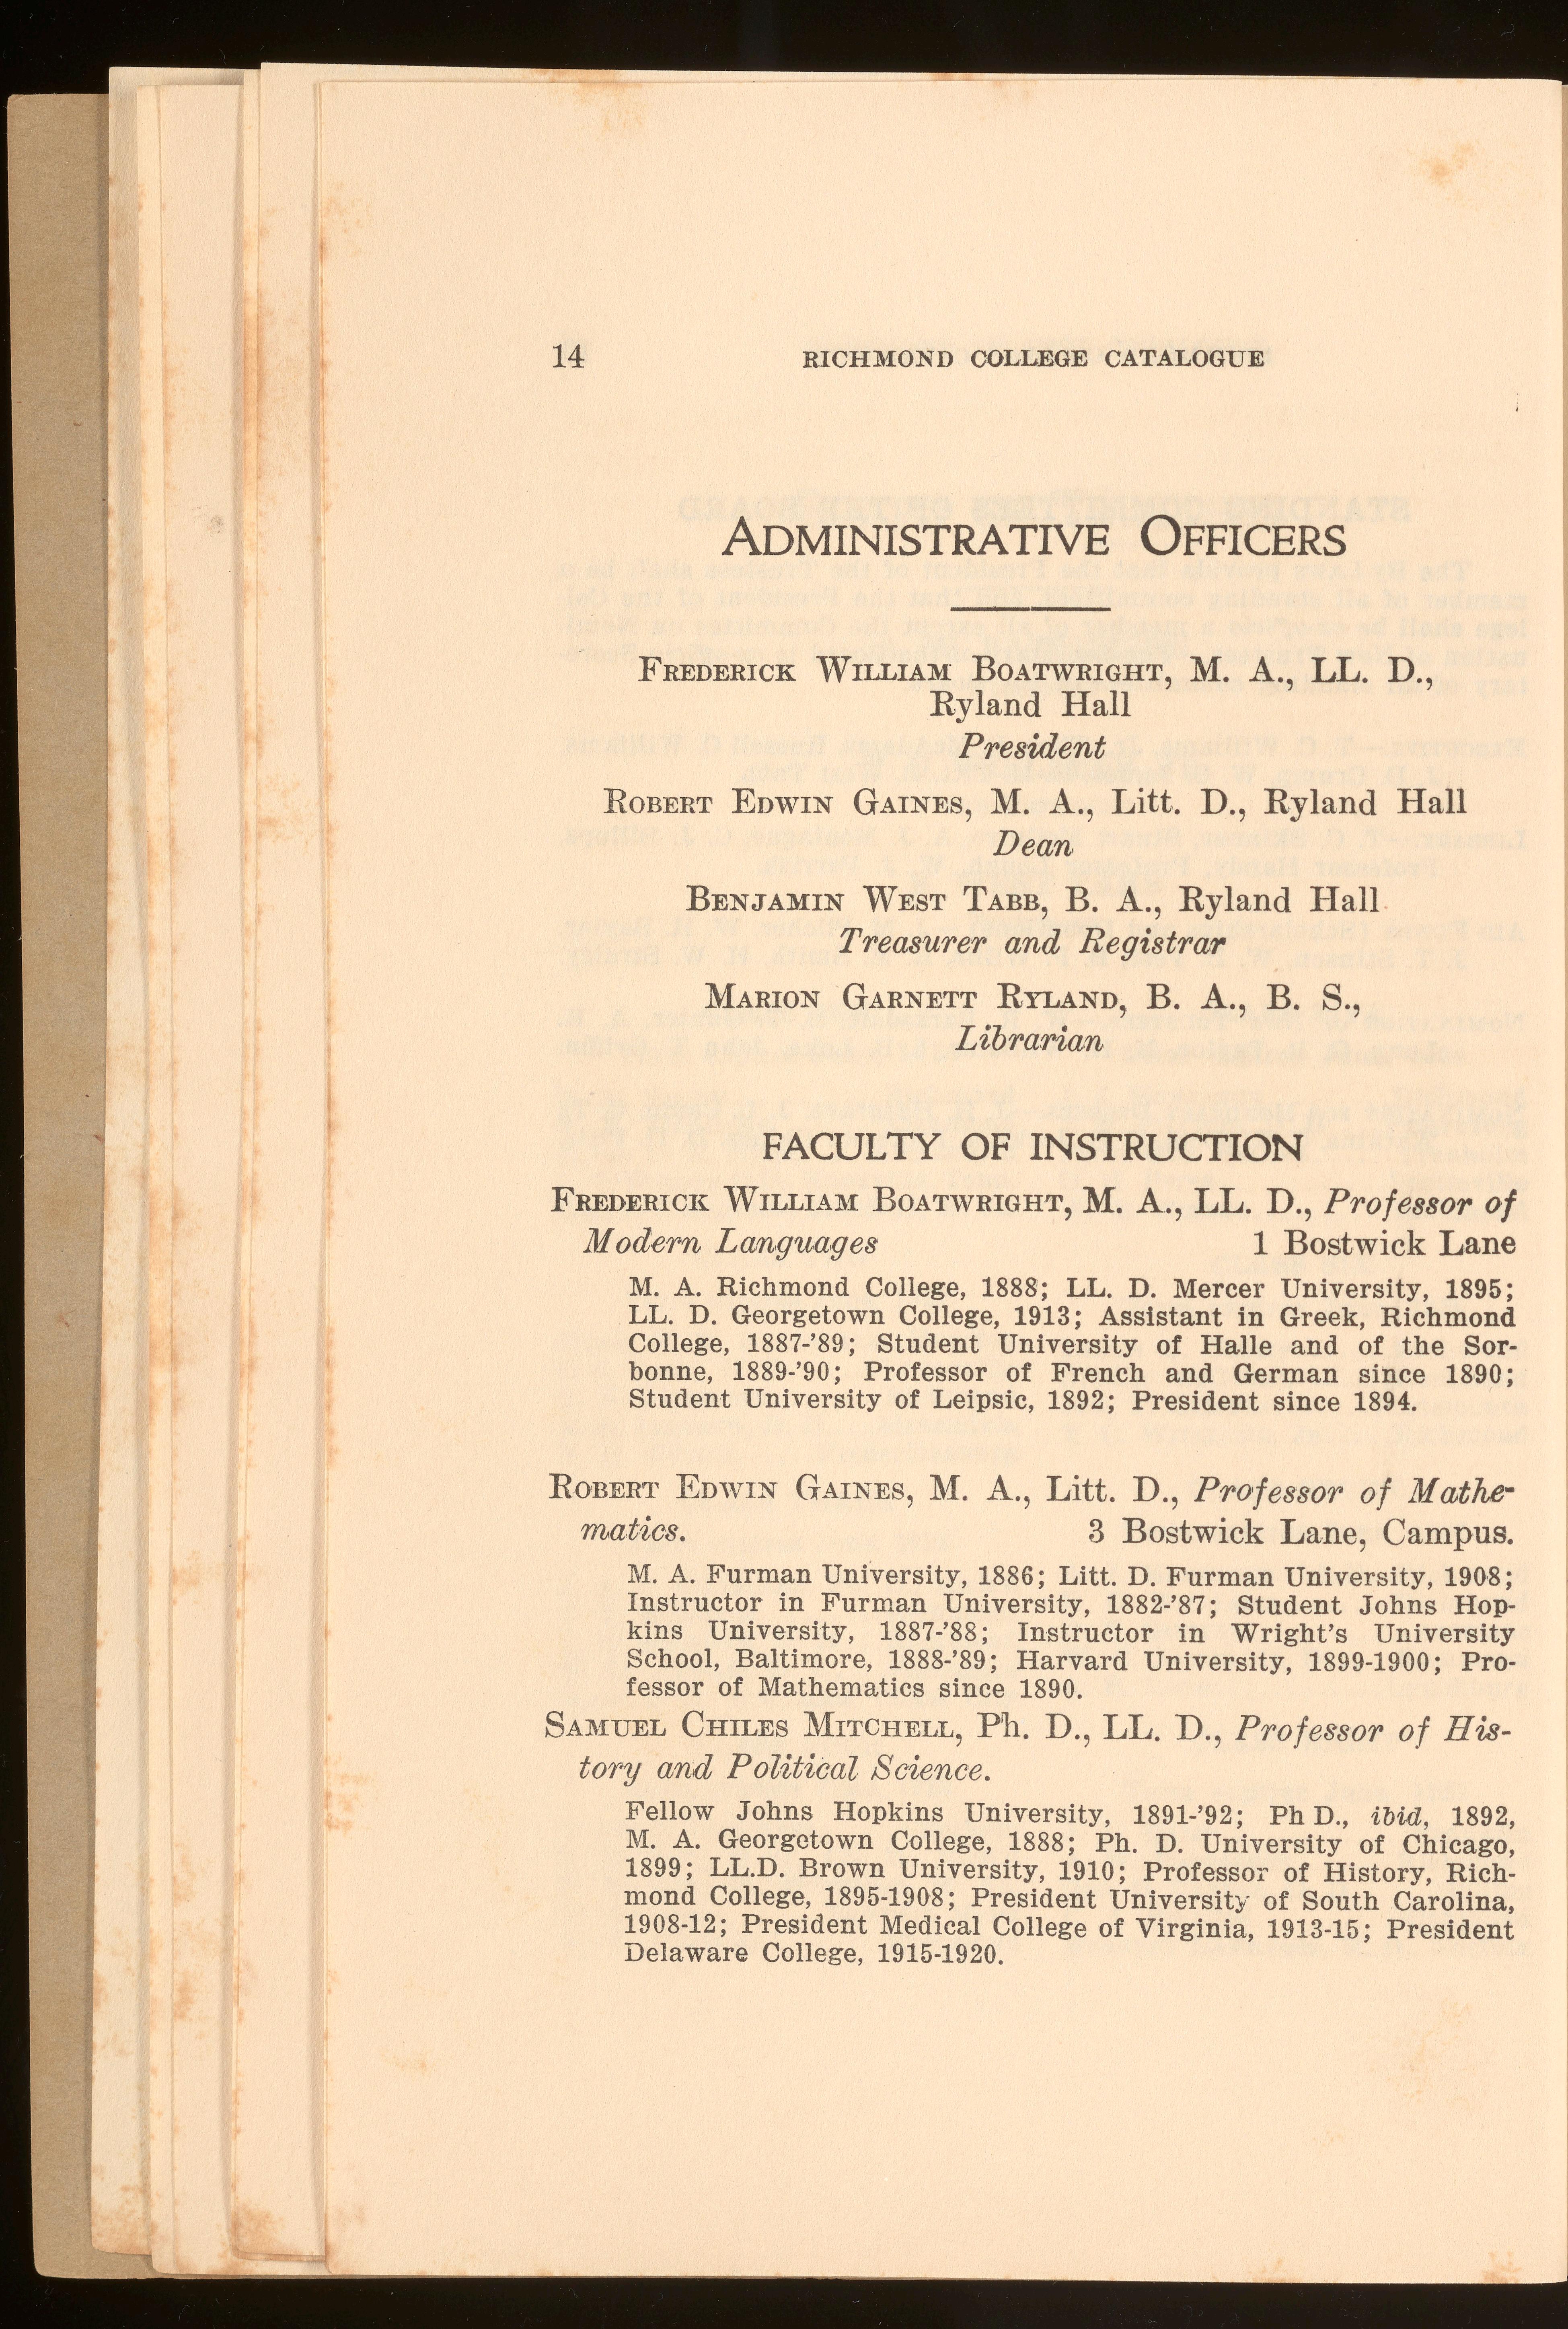 14 RICHMOND COLLEGE CATALOGUE
ADMINISTRATIVE OFFICERS
FREDERICK WILLIAM BOATWRIGHT, M. A., LL. D.,
Ryland Hall
President
ROBERT EDWIN GAINES, M. A., Litt. D., Ryland Hall
Dean
BENJAMIN WEST TABB, B. A., Ryland Hall
Treasurer and Registrar
MARION GARNETT RYLAND, B. A., B. S.,
Librarian
FACULTY OF INSTRUCTION
FREDERICK WILLIAM BOATWRIGHT, M. A., LL. D., Professor of
Modern Languages 1 Bostwick Lane
M. A. Richmond College, 1888; LL. D. Mercer University, 1895;
LL. D. Georgetown College, 1913; Assistant in Greek, Richmond
College, 1887-'89; Student University of Halle and of the Sor-
bonne, 1889-'90; Professor of French and German since 1890;
Student University of Leipsic, 1892; President since 1894.
ROBERT EDWIN GAINES, M. A., Litt. D., Professor of Mathe-
matics. 3 Bostwick Lane, Campus.
M. A. Furman University, 1886; Litt. D. Furman University, 1908;
Instructor in Furman University, 1882-'87; Student Johns Hop-
kins University, 1887-'88; Instructor in Wright's University
School, Baltimore, 1888-'89; Harvard University, 1899-1900; Pro-
fessor of Mathematics since 1890.
SAMUEL CHILES MITCHELL, Ph. D., LL. D., Professor of His-
tory and Political Science.
Fellow Johns Hopkins University, 1891-'92; Ph D., ibid, 1892,
M. A. Georgetown College, 1888; Ph. D. University of Chicago,
1899; LL.D. Brown University, 1910; Professor of History, Rich-
mond College, 1895-1908; President University of South Carolina,
1908-12; President Medical College of Virginia, 1913-15; President
Delaware College, 1915-1920.